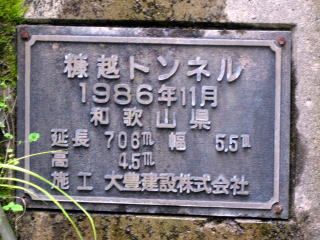 糠越トンネル
1986年11月
和歌山県
延長 708m 幅 5.5m
高 4.5m
施工 大豊建設株式会社